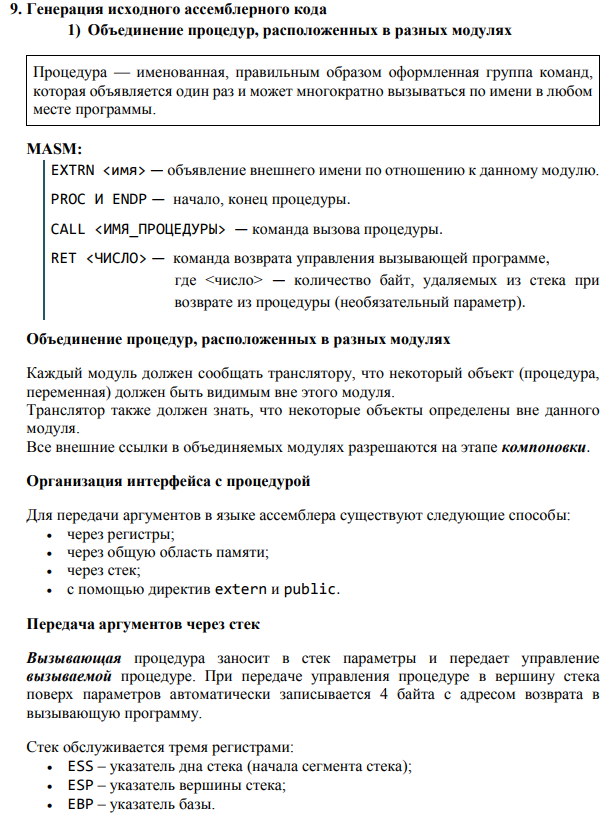 9. Генерация исходного ассемблерного кода
1) Объединение процедур, расположенных в разных модулях
Процедура — именованная, правильным образом оформленная группа команд,
которая объявляется один раз и может многократно вызываться по имени в любом
месте программы.
MASM:
EXTRN <имя> — объявление внешнего имени по отношению к данному модулю.
PROC И ENDP — начало, конец процедуры.
CALL <ИМЯ_ПРОЦЕДУРЫ> — команда вызова процедуры.
RET <ЧИСЛО> — команда возврата управления вызывающей программе,
где <число> — количество байт, удаляемых из стека при
возврате из процедуры (необязательный параметр).
Объединение процедур, расположенных в разных модулях
Каждый модуль должен сообщать транслятору, что некоторый объект (процедура,
переменная) должен быть видимым вне этого модуля.
Транслятор также должен знать, что некоторые объекты определены вне данного
модуля.
Все внешние ссылки в объединяемых модулях разрешаются на этапе компоновки.
Организация интерфейса с процедурой
Для передачи аргументов в языке ассемблера существуют следующие способы:
• через регистры;
• через общую область памяти;
• через стек;
• с помощью директив extern и public.
Передача аргументов через стек
Вызывающая процедура заносит в стек параметры и передает управление
вызываемой процедуре. При передаче управления процедуре в вершину стека
поверх параметров автоматически записывается 4 байта с адресом возврата в
вызывающую программу.
Стек обслуживается тремя регистрами:
• ESS – указатель дна стека (начала сегмента стека);
• ESP – указатель вершины стека;
• EBP – указатель базы.